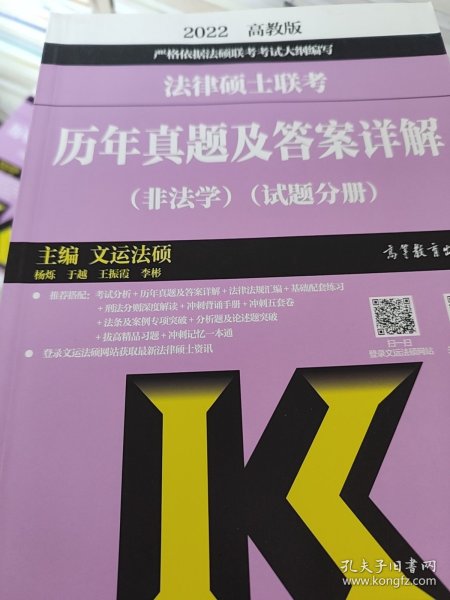 2022 高教版
严格依据法硕联考考试大纲编写
法律硕士联考
历年真题及答案详解
（非法学）（试题分册）
主编 文运法硕
杨烁 于越 王振霞 李彬
高等教育出
● 推荐搭配：考试分析+历年真题及答案详解+法律法规汇编+基础配套练习
+刑法分则深度解读+冲刺背诵手册+冲刺五套卷
+法条及案例专项突破+分析题及论述题突破
+拔高精品习题+冲刺记忆一本通
● 登录文运法硕网站获取最新法律硕士资讯
扫一扫
登录文运法硕网站
K
孔夫子旧书网
www.kongfz.com